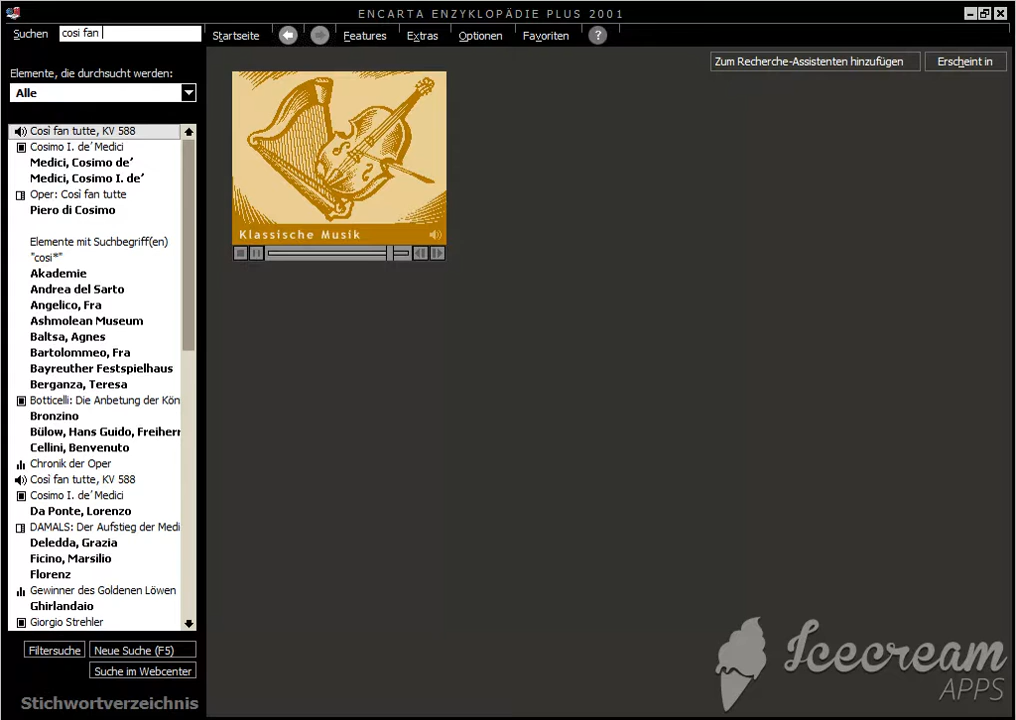 ENCARTA ENZYKLOPÄDIE PLUS 2001
Suchen
cosi fan
Startseite
Features
Extras
Optionen
Favoriten
?
Zum Recherche-Assistenten hinzufügen
Erscheint in
Elemente, die durchsucht werden:
Alle
Così fan tutte, KV 588
Cosimo I. de´Medici
Medici, Cosimo de’
Medici, Cosimo I. de’
Oper: Così fan tutte
Piero di Cosimo
Elemente mit Suchbegriff(en)
"cosi*"
Akademie
Andrea del Sarto
Angelico, Fra
Ashmolean Museum
Baltsa, Agnes
Bartolommeo, Fra
Bayreuther Festspielhaus
Berganza, Teresa
Botticelli: Die Anbetung der Kön
Bronzino
Bülow, Hans Guido, Freiherr
Cellini, Benvenuto
Chronik der Oper
Così fan tutte, KV 588
Cosimo I. de´Medici
Da Ponte, Lorenzo
DAMALS: Der Aufstieg der Medi
Deledda, Grazia
Ficino, Marsilio
Florenz
Gewinner des Goldenen Löwen
Ghirlandaio
Giorgio Strehler
Filtersuche
Neue Suche (F5)
Suche im Webcenter
Stichwortverzeichnis
Klassische Musik
Icecream
APPS